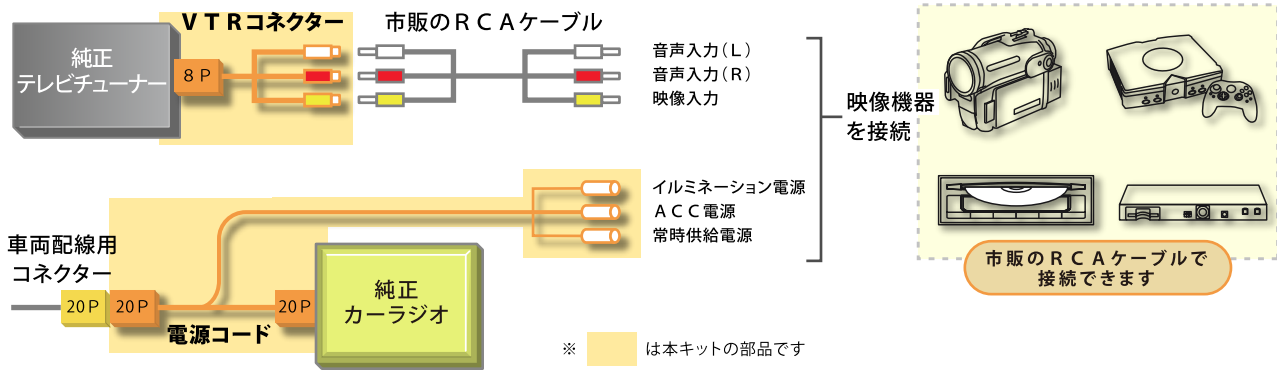 VTRコネクター
市販のRCAケーブル
純正
テレビチューナー
8P
音声入力(L)
音声入力(R)
映像入力
映像機器
を接続
イルミネーション電源
ACC電源
常時供給電源
車両配線用
コネクター
20P
20P
20P
純正
カーラジオ
電源コード
市販のRCAケーブルで
接続できます
※ は本キットの部品です